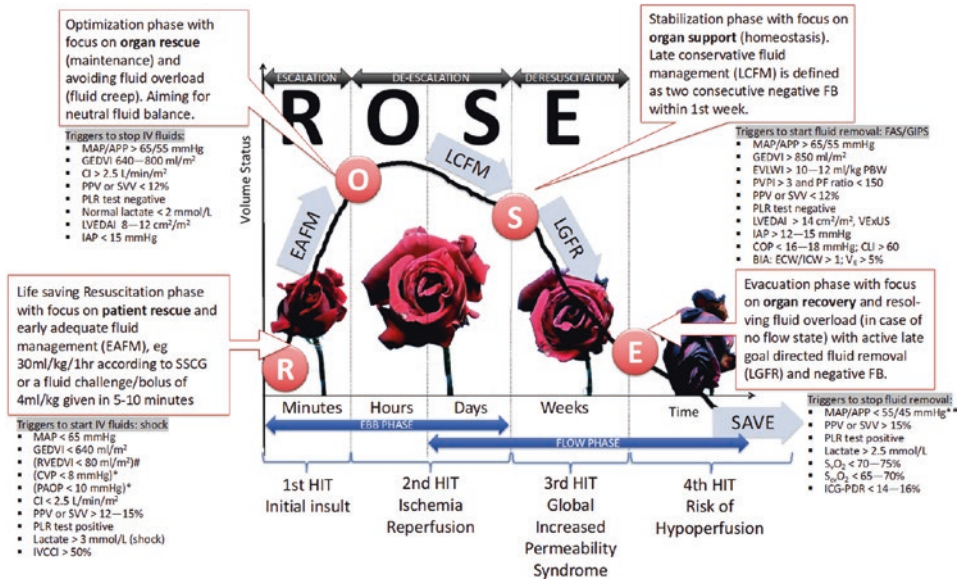 Optimization phase with
focus on organ rescue
(maintenance) and
avoiding fluid overload
(fluid creep). Aiming for
neutral fluid balance.
Triggers to stop IV fluids:
▪ MAP/APP > 65/55 mmHg
▪ GEDVI 640—800 ml/m²
▪ CI > 2.5 L/min/m²
▪ PPV or SVV < 12%
▪ PLR test negative
▪ Normal lactate < 2 mmol/L
▪ LVEDAI 8—12 cm²/m²
▪ IAP < 15 mmHg
Life saving Resuscitation phase
with focus on patient rescue and
early adequate fluid
management (EAFM), eg
30ml/kg/1hr according to SSCG
or a fluid challenge/bolus of
4ml/kg given in 5-10 minutes
Triggers to start IV fluids: shock
▪ MAP < 65 mmHg
▪ GEDVI < 640 ml/m²
▪ (RVEDVI < 80 ml/m²)#
▪ (CVP < 8 mmHg)*
▪ (PAOP < 10 mmHg)*
▪ CI < 2.5 L/min/m²
▪ PPV or SVV > 12—15%
▪ PLR test positive
▪ Lactate > 3 mmol/L (shock)
▪ IVCCI > 50%
Volume Status
ESCALATION
DE-ESCALATION
DERESUSCITATION
R O S E
EAFM
LCFM
LGFR
R
O
S
E
Minutes
Hours
Days
Weeks
Time
SAVE
EBB PHASE
FLOW PHASE
1st HIT
Initial insult
2nd HIT
Ischemia
Reperfusion
3rd HIT
Global
Increased
Permeability
Syndrome
4th HIT
Risk of
Hypoperfusion
Stabilization phase with focus on
organ support (homeostasis).
Late conservative fluid
management (LCFM) is defined
as two consecutive negative FB
within 1st week.
Triggers to start fluid removal: FAS/GIPS
▪ MAP/APP > 65/55 mmHg
▪ GEDVI > 850 ml/m²
▪ EVLWI > 10—12 ml/kg PBW
▪ PVPI > 3 and PF ratio < 150
▪ PPV or SVV < 12%
▪ PLR test negative
▪ LVEDAI > 14 cm²/m², VExUS
▪ IAP > 12—15 mmHg
▪ COP < 16—18 mmHg; CLI > 60
▪ BIA: ECW/ICW > 1; VE > 5%
Evacuation phase with focus
on organ recovery and resol-
ving fluid overload (in case of
no flow state) with active late
goal directed fluid removal
(LGFR) and negative FB.
Triggers to stop fluid removal:
▪ MAP/APP < 55/45 mmHg**
▪ PPV or SVV > 15%
▪ PLR test positive
▪ Lactate > 2.5 mmol/L
▪ SvO₂ < 70—75%
▪ ScvO₂ < 65—70%
▪ ICG-PDR < 14—16%